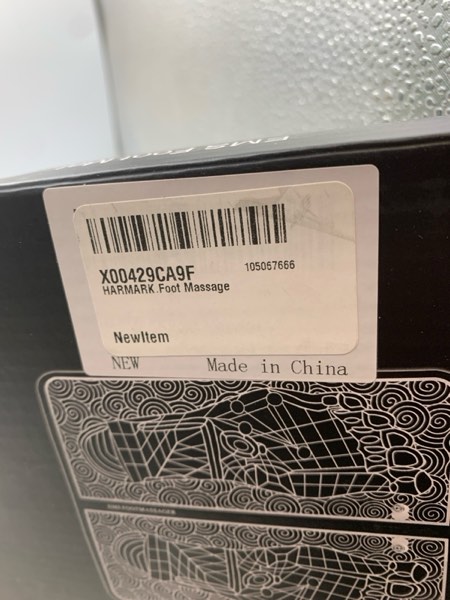 X00429CA9F 105067666
HARMARK.Foot Massage
NewItem
NEW Made in China